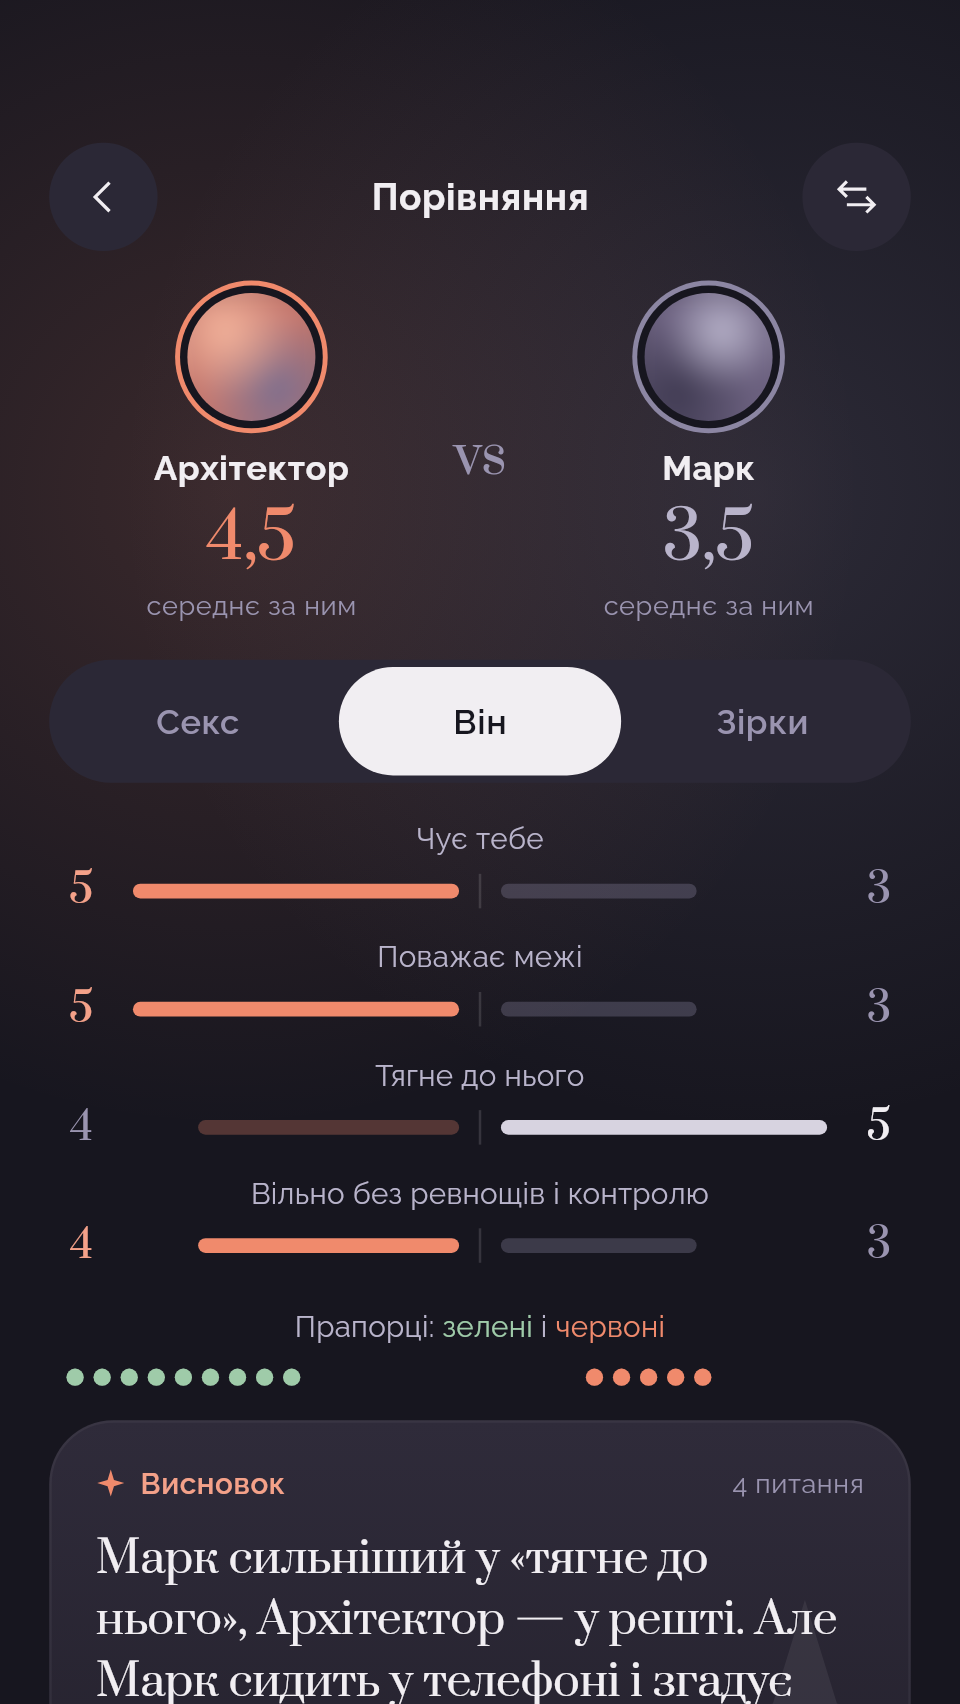 Порівняння
Архітектор
vs
Марк
4,5
3,5
середнє за ним
середнє за ним
Секс
Він
Зірки
Чує тебе
5
3
Поважає межі
5
3
Тягне до нього
4
5
Вільно без ревнощів і контролю
4
3
Прапорці: зелені і червоні
Висновок
4 питання
Марк сильніший у «тягне до
нього», Архітектор — у решті. Але
Марк сидить у телефоні і згадує